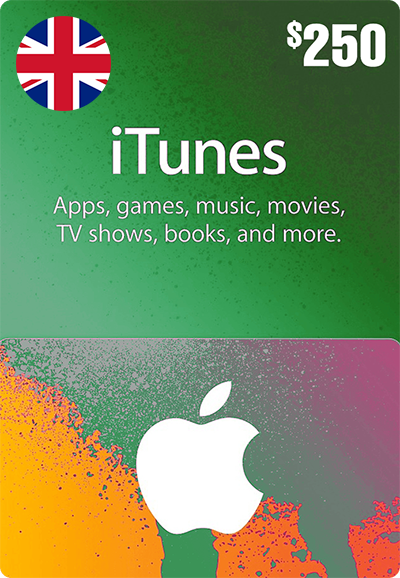 $250
iTunes
Apps, games, music, movies,
TV shows, books, and more.